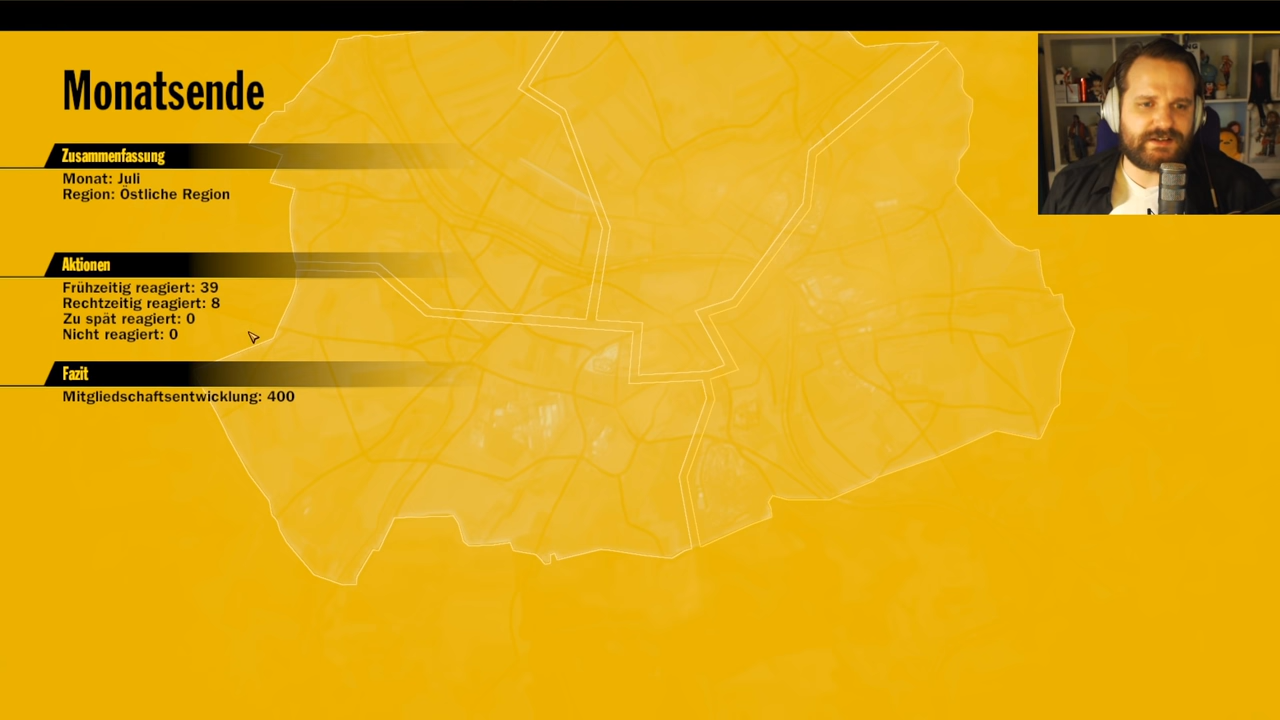 Monatsende
Zusammenfassung
Monat: Juli
Region: Östliche Region
Aktionen
Frühzeitig reagiert: 39
Rechtzeitig reagiert: 8
Zu spät reagiert: 0
Nicht reagiert: 0
Fazit
Mitgliedschaftsentwicklung: 400